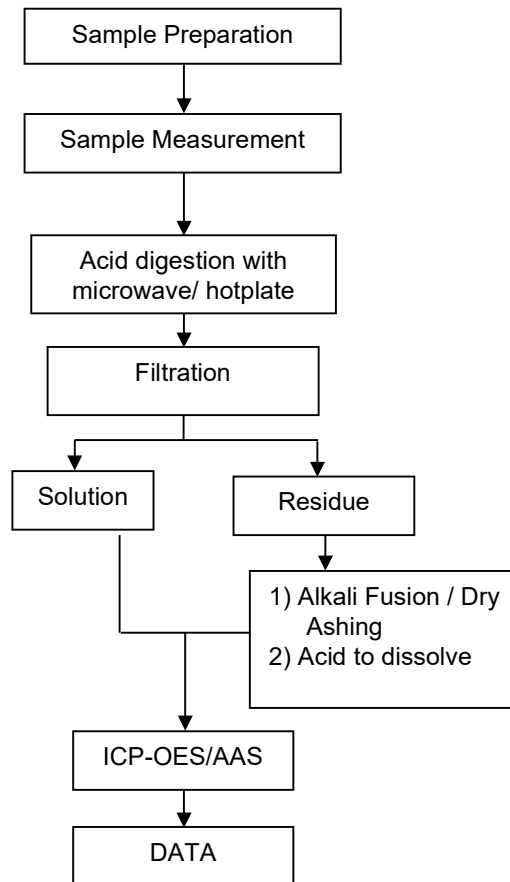 Sample Preparation
Sample Measurement
Acid digestion with
microwave/ hotplate
Filtration
Solution
Residue
1) Alkali Fusion / Dry
Ashing
2) Acid to dissolve
ICP-OES/AAS
DATA